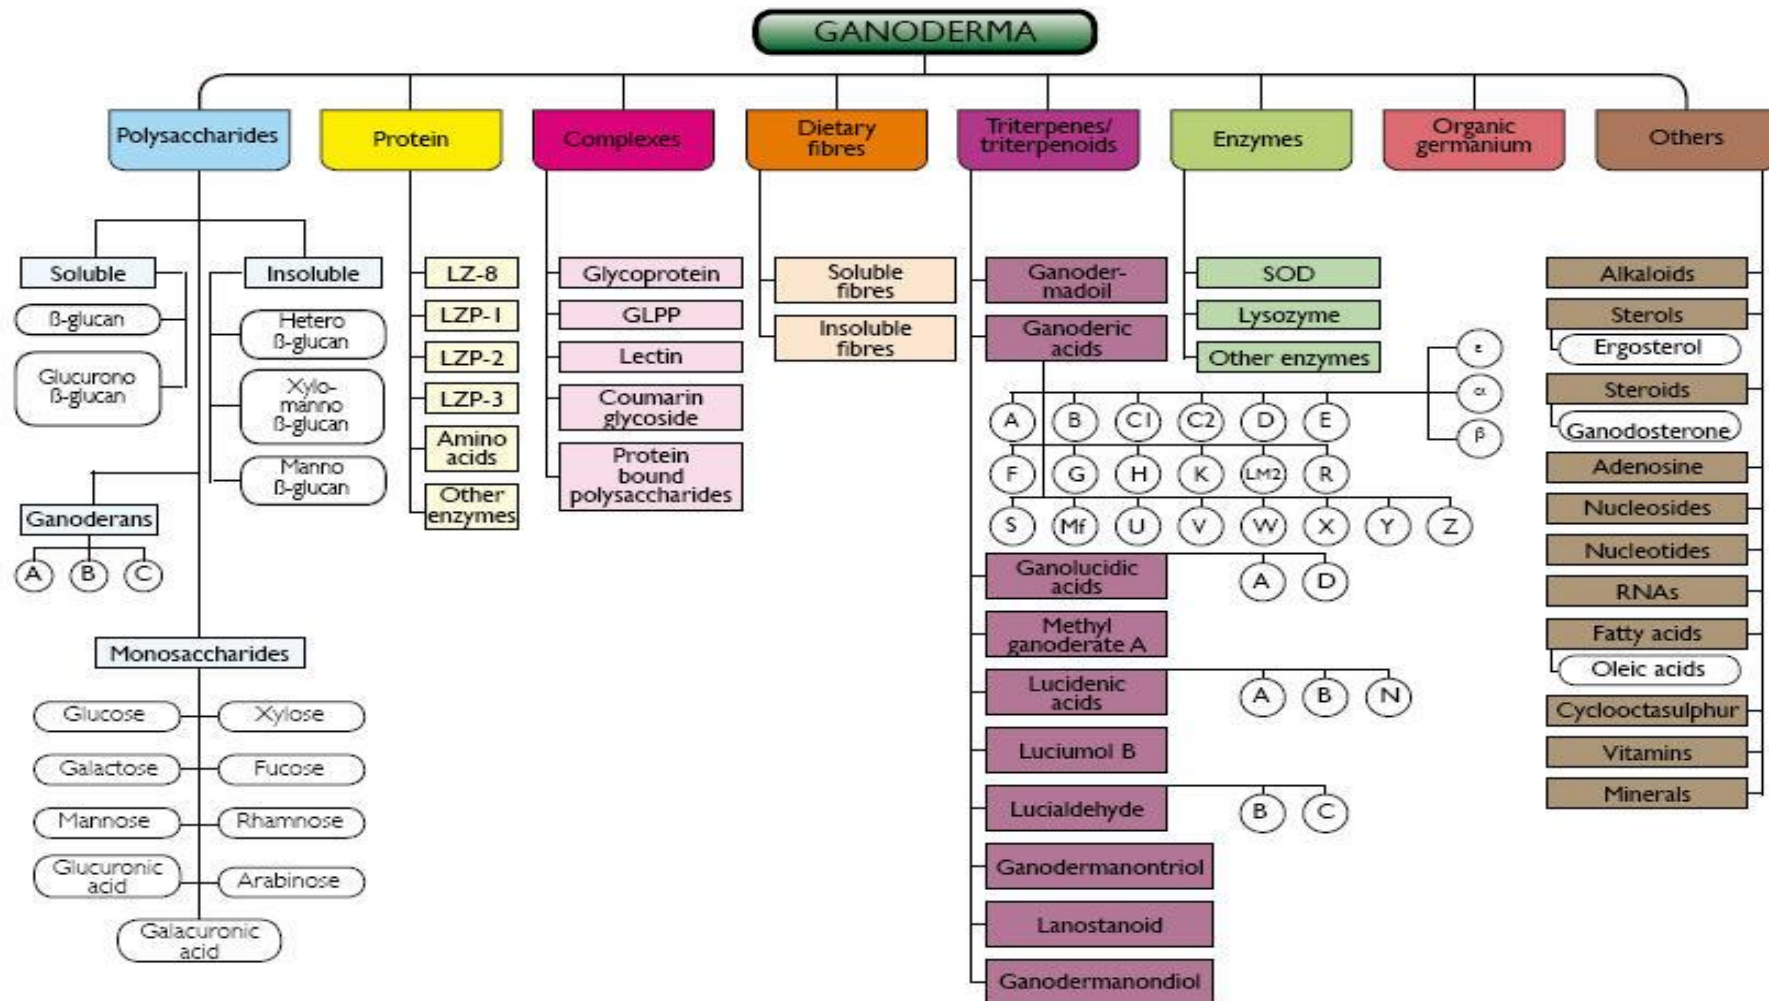 GANODERMA
Polysaccharides
Protein
Complexes
Dietary
fibres
Triterpenes/
triterpenoids
Enzymes
Organic
germanium
Others
Soluble
ß-glucan
Glucurono
ß-glucan
Insoluble
Hetero
ß-glucan
Xylo-
manno
ß-glucan
Manno
ß-glucan
Ganoderans
A B C
Monosaccharides
Glucose Xylose
Galactose Fucose
Mannose Rhamnose
Glucuronic
acid
Arabinose
Galacuronic
acid
LZ-8
LZP-1
LZP-2
LZP-3
Amino
acids
Other
enzymes
Glycoprotein
GLPP
Lectin
Coumarin
glycoside
Protein
bound
polysaccharides
Soluble
fibres
Insoluble
fibres
Ganoder-
madoil
Ganoderic
acids
ε
α
β
A B C1 C2 D E
F G H K LM2 R
S Mf U V W X Y Z
Ganolucidic
acids
A D
Methyl
ganoderate A
Lucidenic
acids
A B N
Luciumol B
Lucialdehyde
B C
Ganodermanontriol
Lanostanoid
Ganodermanondiol
SOD
Lysozyme
Other enzymes
Alkaloids
Sterols
Ergosterol
Steroids
Ganodosterone
Adenosine
Nucleosides
Nucleotides
RNAs
Fatty acids
Oleic acids
Cyclooctasulphur
Vitamins
Minerals